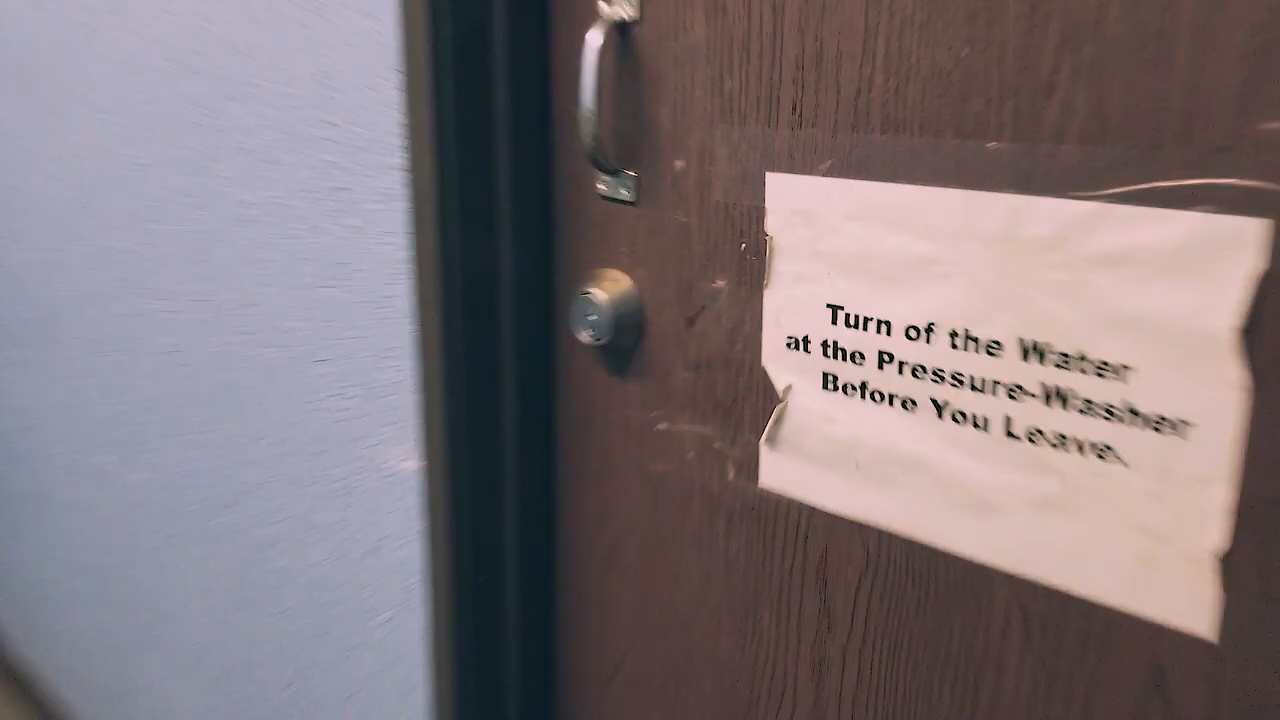 Turn of the Water
at the Pressure-Washer
Before You Leave.